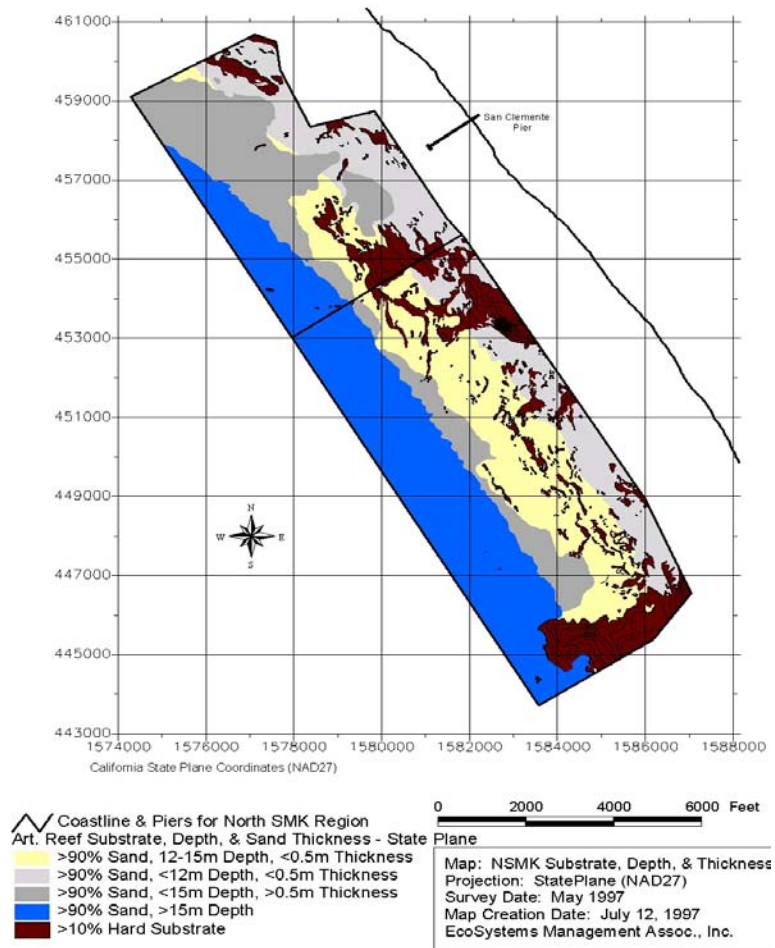 461000
459000
457000
455000
453000
451000
449000
447000
445000
443000
San Clemente
Pier
N
W E
S
1574000 1576000 1578000 1580000 1582000 1584000 1586000 1588000
California State Plane Coordinates (NAD27)
Coastline & Piers for North SMK Region
Art. Reef Substrate, Depth, & Sand Thickness - State Plane
>90% Sand, 12-15m Depth, <0.5m Thickness
>90% Sand, <12m Depth, <0.5m Thickness
>90% Sand, <15m Depth, >0.5m Thickness
>90% Sand, >15m Depth
>10% Hard Substrate
0 2000 4000 6000 Feet
Map: NSMK Substrate, Depth, & Thickness
Projection: StatePlane (NAD27)
Survey Date: May 1997
Map Creation Date: July 12, 1997
EcoSystems Management Assoc., Inc.